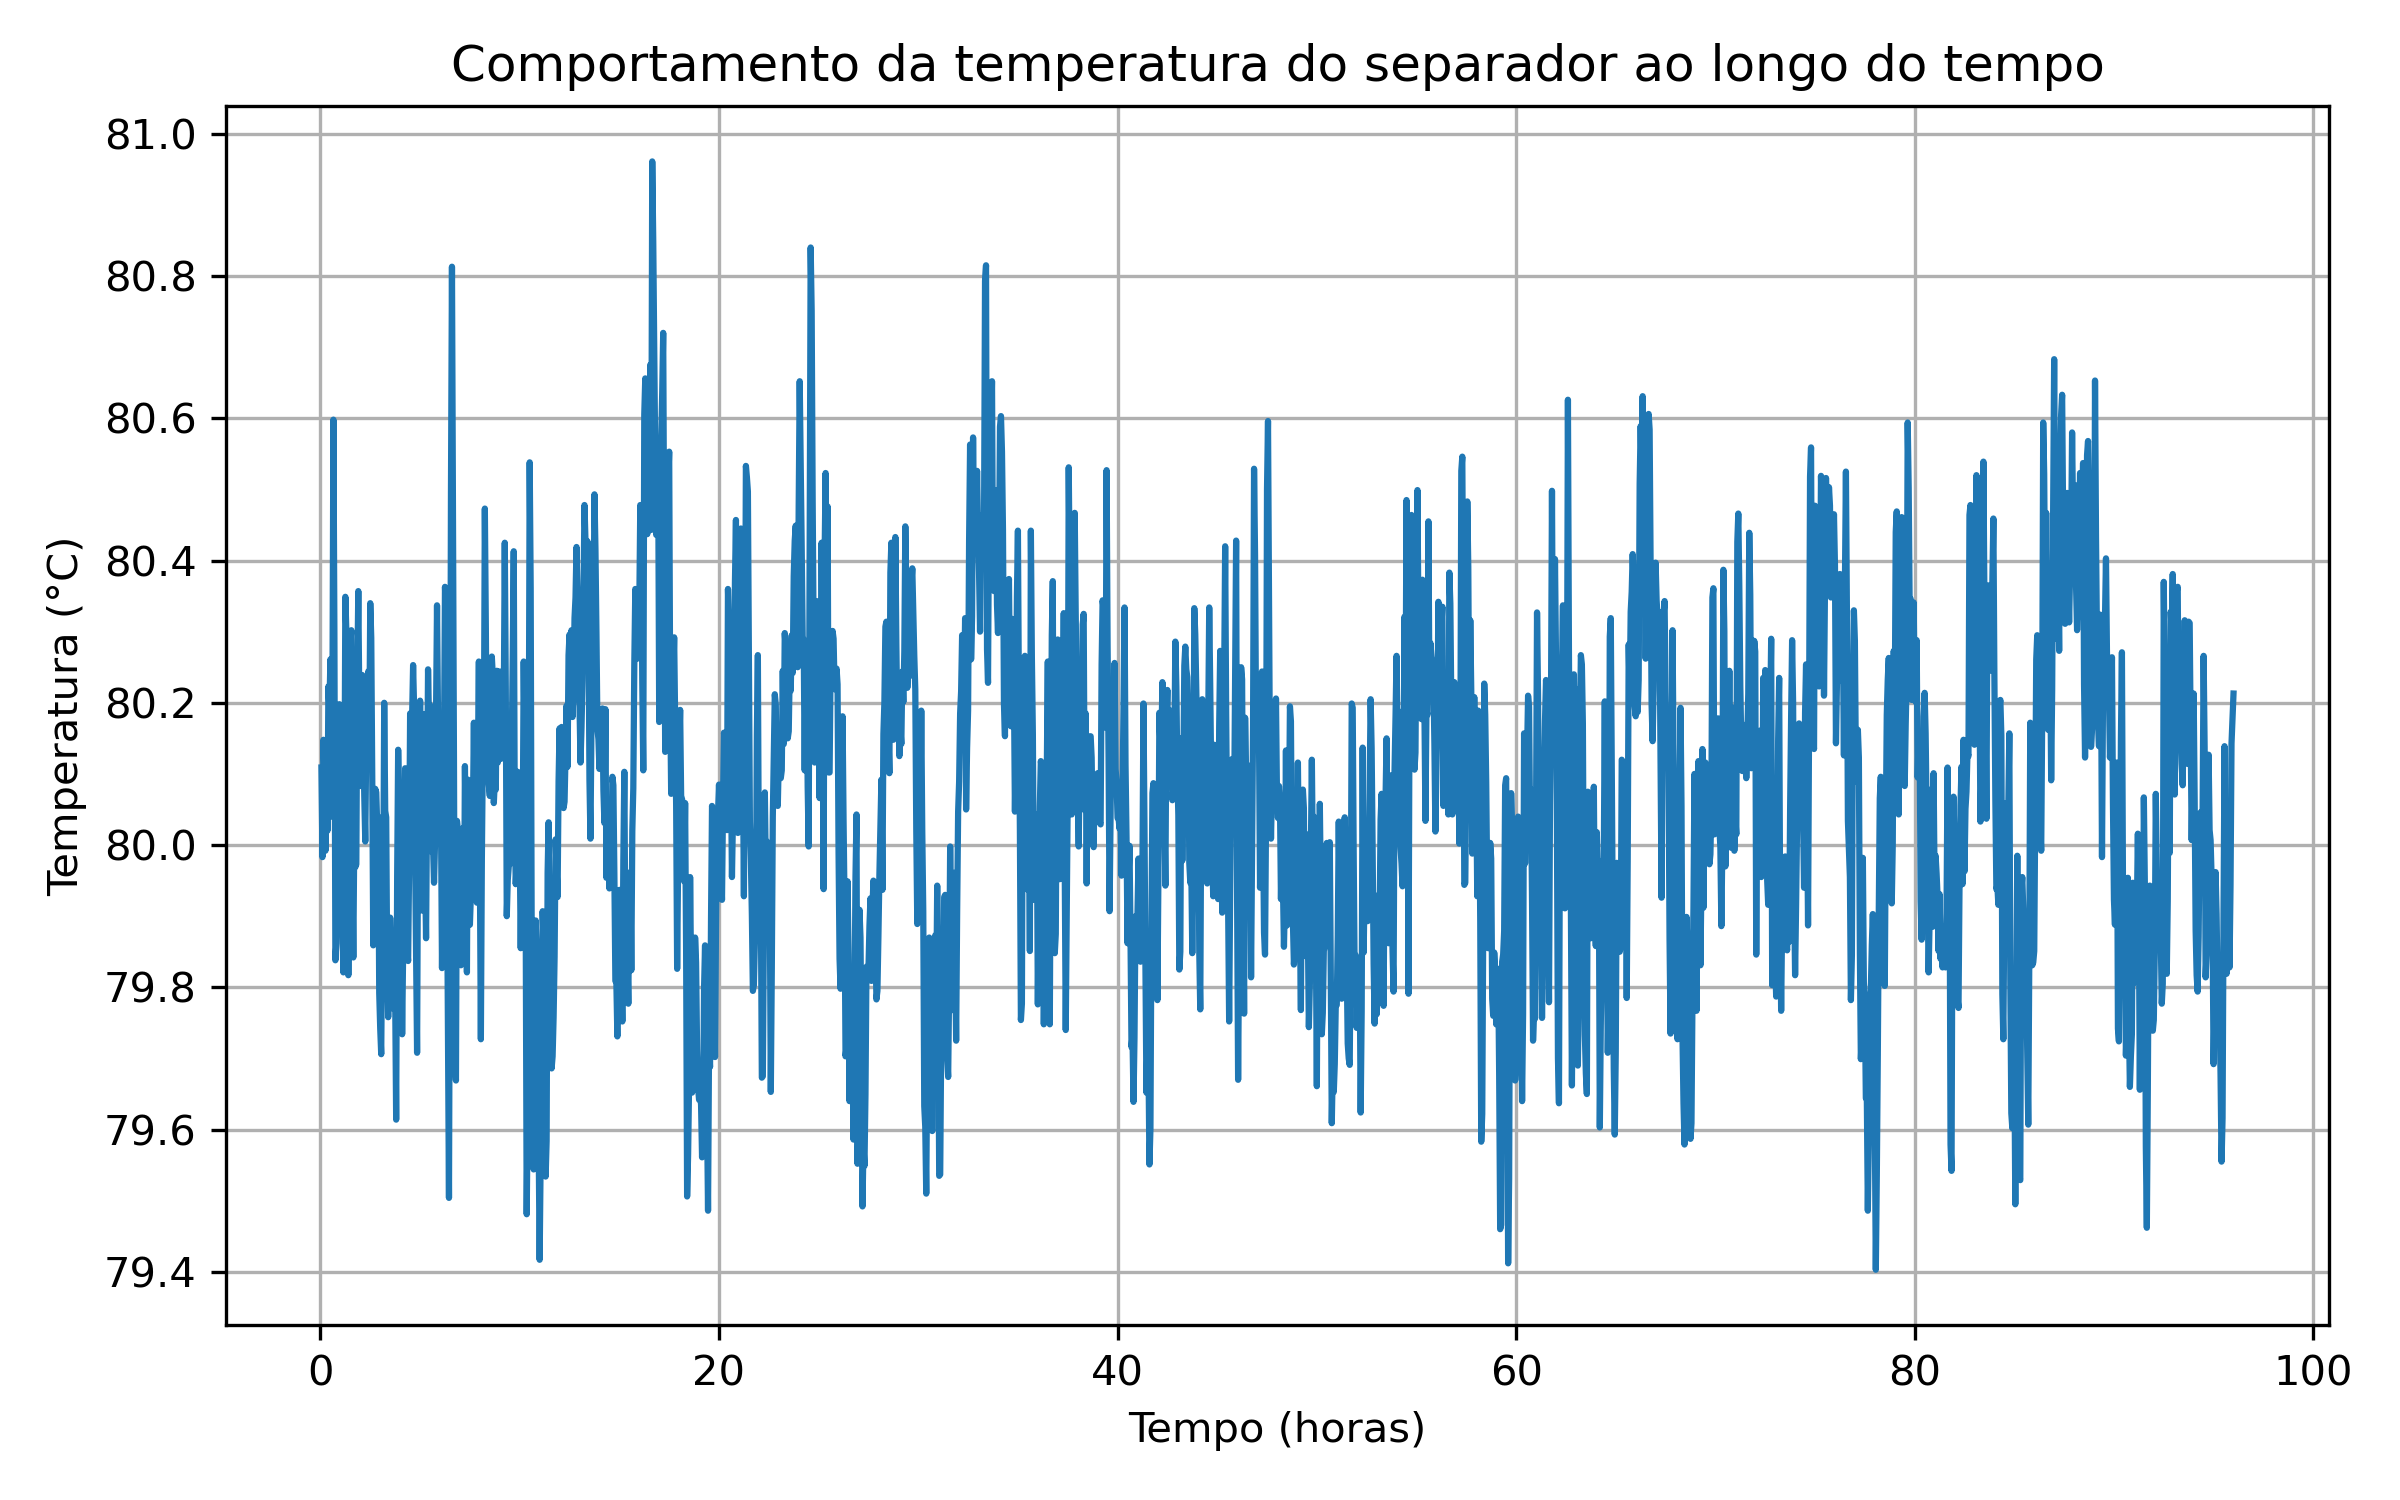 Comportamento da temperatura do separador ao longo do tempo
81.0
80.8
80.6
80.4
80.2
80.0
79.8
79.6
79.4
Temperatura (°C)
0 20 40 60 80 100
Tempo (horas)